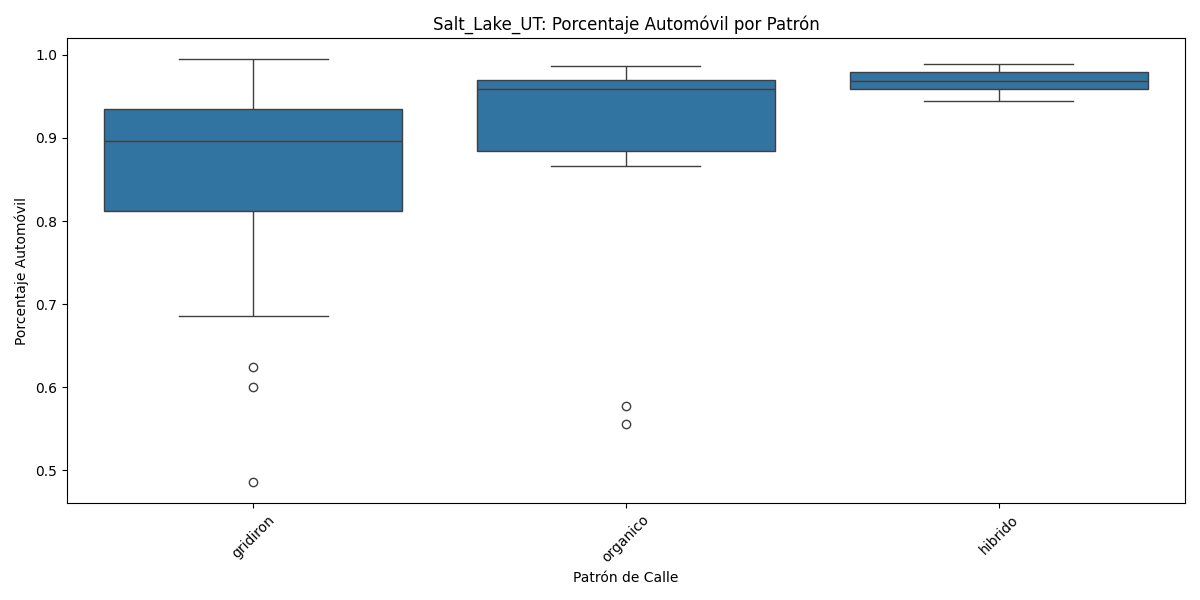 Salt_Lake_UT: Porcentaje Automóvil por Patrón
Porcentaje Automóvil
1.0
0.9
0.8
0.7
0.6
0.5
gridiron
organico
hibrido
Patrón de Calle